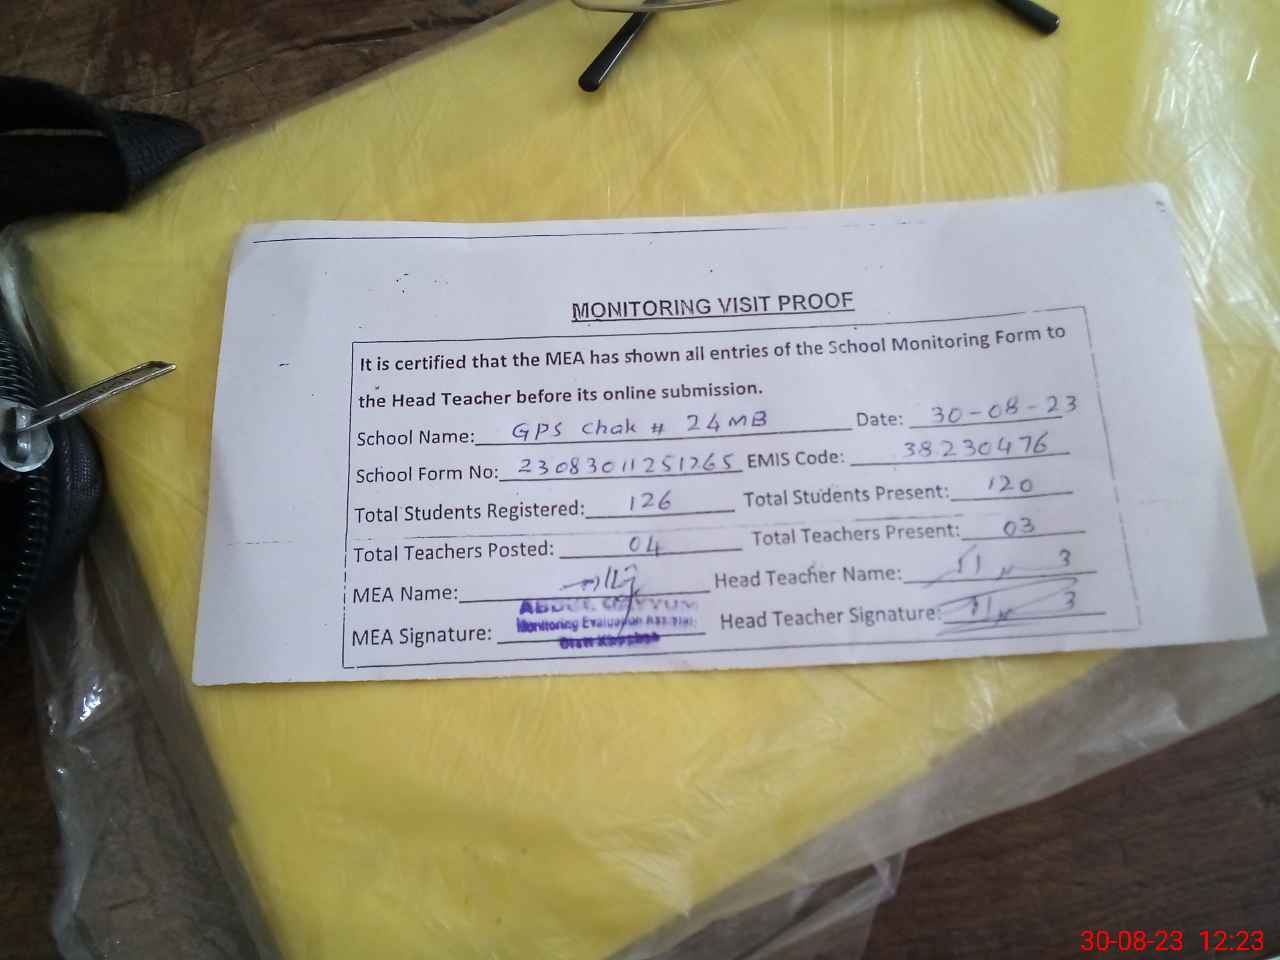 MONITORING VISIT PROOF
It is certified that the MEA has shown all entries of the School Monitoring Form to
the Head Teacher before its online submission.
School Name: GPS Chak # 24MB Date: 30-08-23
School Form No: 23083011251265 EMIS Code: 38230476
Total Students Registered: 126 Total Students Present: 120
Total Teachers Posted: 04 Total Teachers Present: 03
MEA Name: Head Teacher Name:
ABDUL QAYYUM
Monitoring Evaluation
MEA Signature: Head Teacher Signature:
30-08-23 12:23